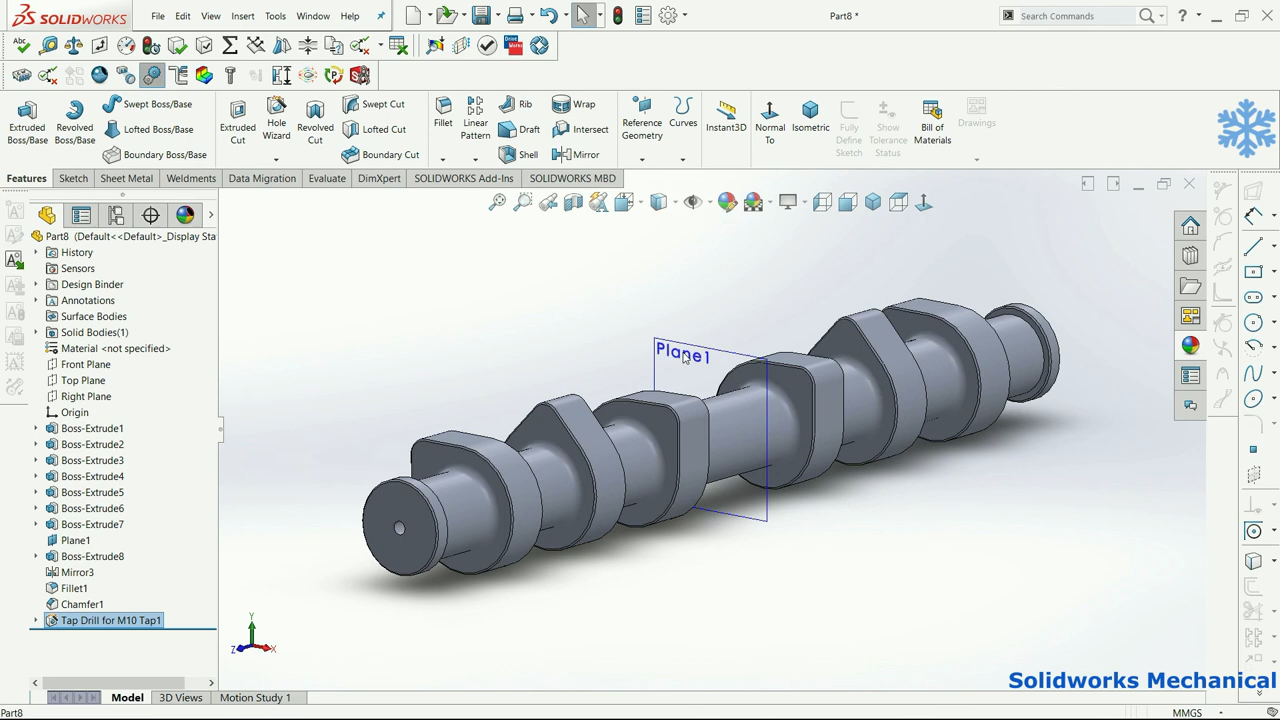 SOLIDWORKS
File Edit View Insert Tools Window Help
Part8 *
Search Commands
Extruded Boss/Base
Revolved Boss/Base
Swept Boss/Base
Lofted Boss/Base
Boundary Boss/Base
Extruded Cut
Hole Wizard
Revolved Cut
Swept Cut
Lofted Cut
Boundary Cut
Fillet
Linear Pattern
Rib
Draft
Shell
Wrap
Intersect
Mirror
Reference Geometry
Curves
Instant3D
Normal To
Isometric
Fully Define Sketch
Show Tolerance Status
Bill of Materials
Drawings
Features Sketch Sheet Metal Weldments Data Migration Evaluate DimXpert SOLIDWORKS Add-Ins SOLIDWORKS MBD
Part8 (Default<<Default>_Display Sta
History
Sensors
Design Binder
Annotations
Surface Bodies
Solid Bodies(1)
Material <not specified>
Front Plane
Top Plane
Right Plane
Origin
Boss-Extrude1
Boss-Extrude2
Boss-Extrude3
Boss-Extrude4
Boss-Extrude5
Boss-Extrude6
Boss-Extrude7
Plane1
Boss-Extrude8
Mirror3
Fillet1
Chamfer1
Tap Drill for M10 Tap1
Plane1
Y
Z
X
Solidworks Mechanical
Model 3D Views Motion Study 1
Part8
MMGS